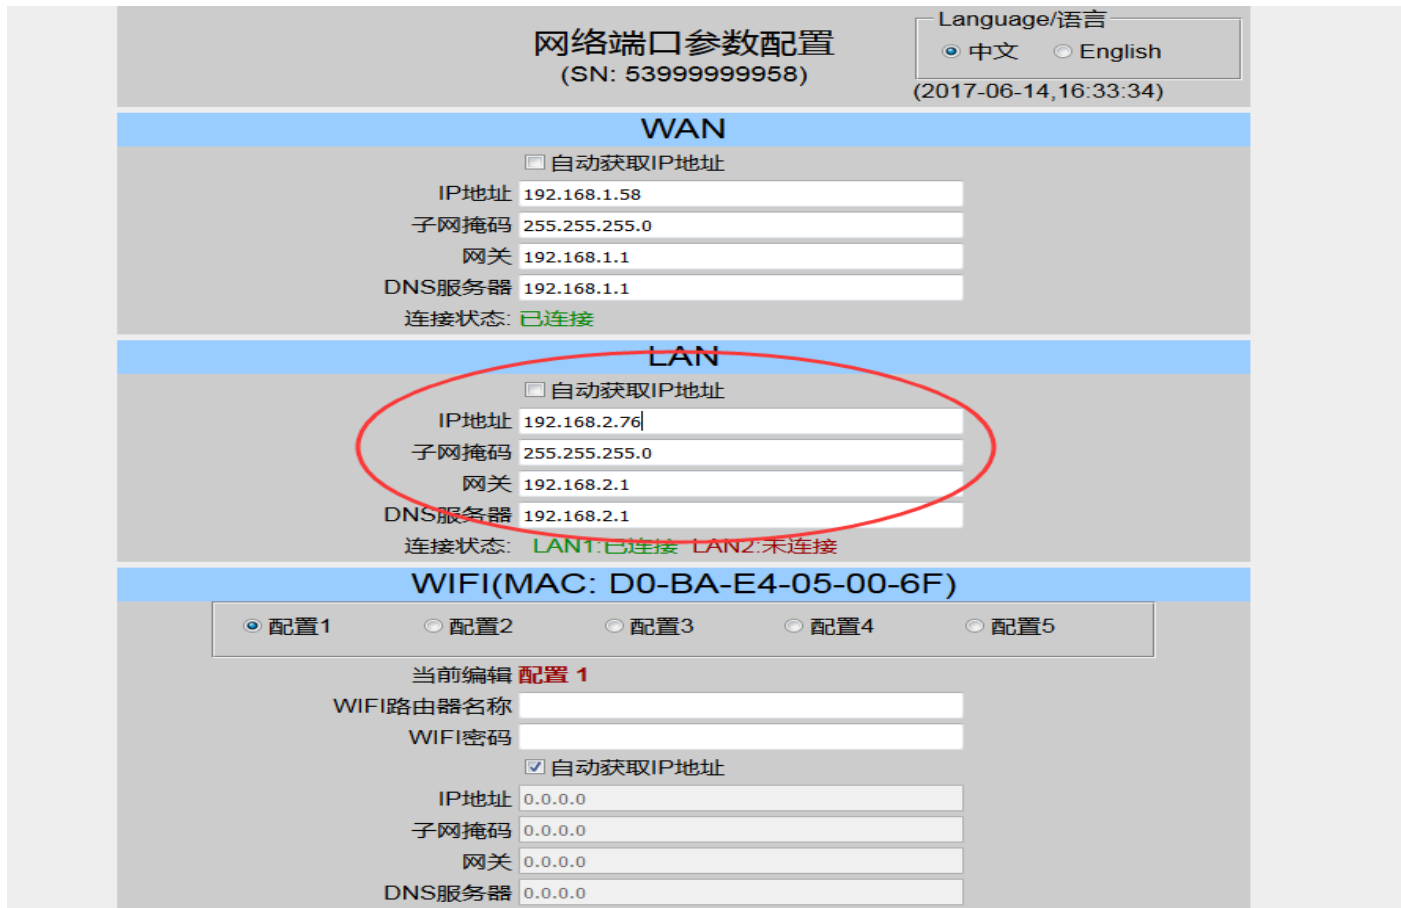 Language/语言
网络端口参数配置
中文 English
(SN: 53999999958)
(2017-06-14,16:33:34)
WAN
自动获取IP地址
IP地址 192.168.1.58
子网掩码 255.255.255.0
网关 192.168.1.1
DNS服务器 192.168.1.1
连接状态: 已连接
LAN
自动获取IP地址
IP地址 192.168.2.76
子网掩码 255.255.255.0
网关 192.168.2.1
DNS服务器 192.168.2.1
连接状态: LAN1:已连接 LAN2:未连接
WIFI(MAC: D0-BA-E4-05-00-6F)
配置1 配置2 配置3 配置4 配置5
当前编辑 配置 1
WIFI路由器名称
WIFI密码
自动获取IP地址
IP地址 0.0.0.0
子网掩码 0.0.0.0
网关 0.0.0.0
DNS服务器 0.0.0.0